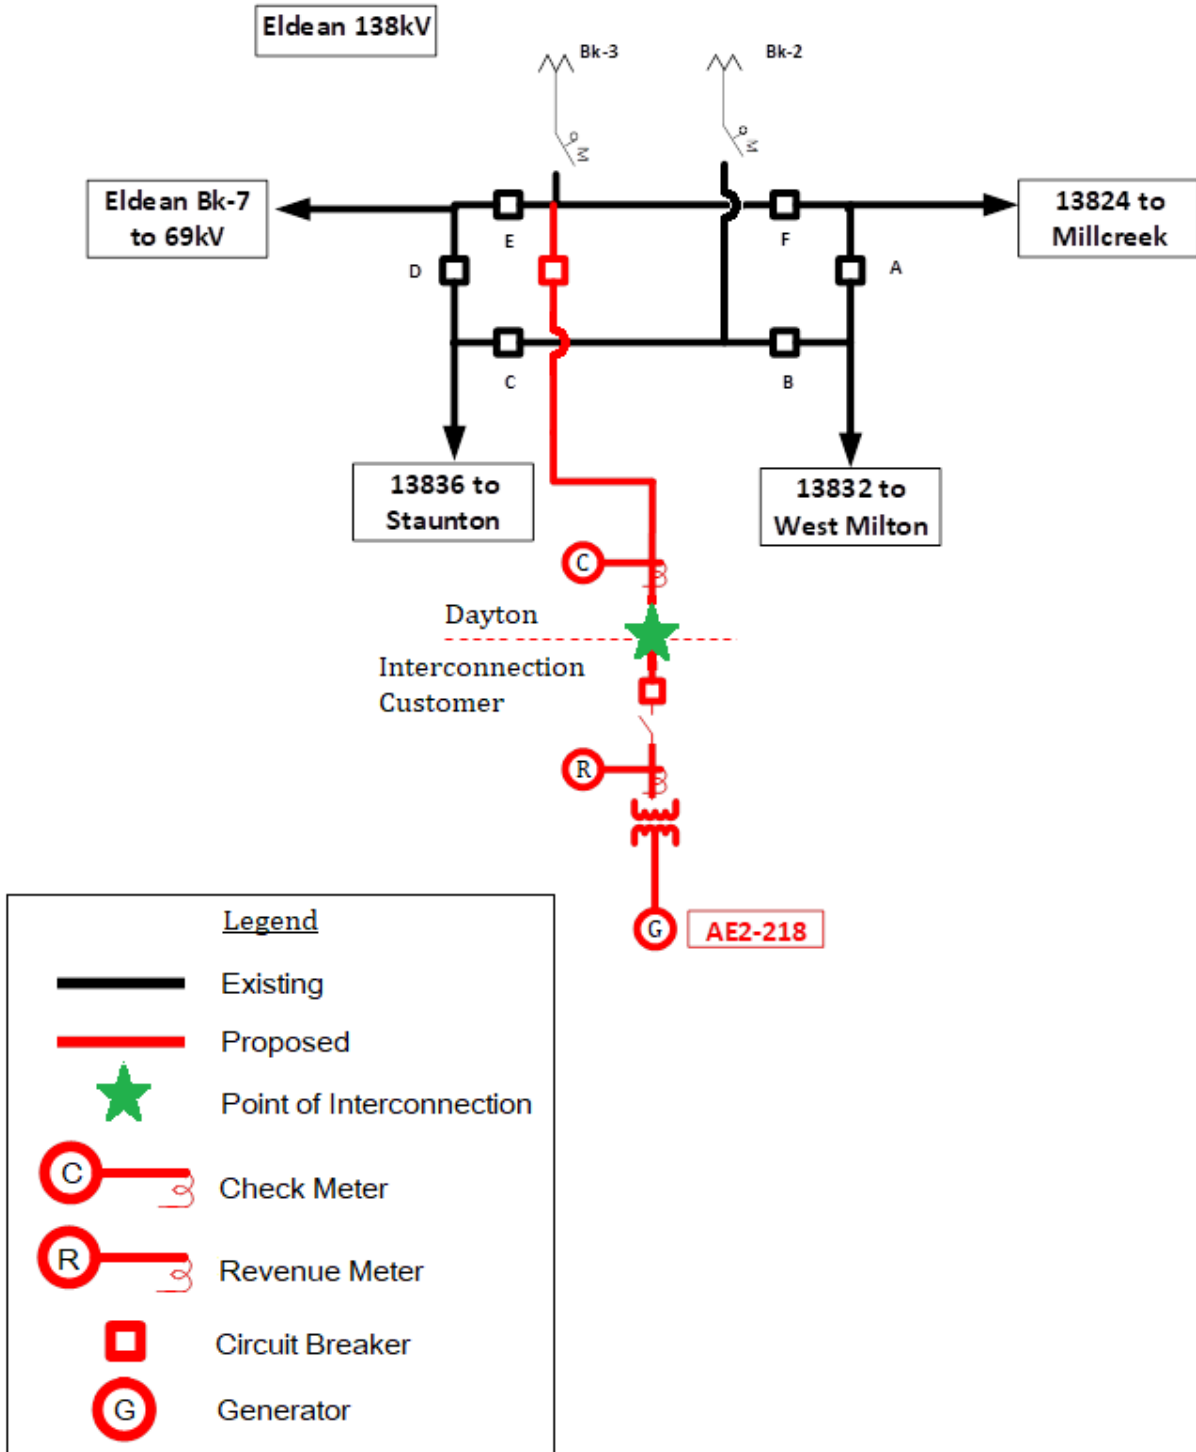 Eldean 138kV
Bk-3
Bk-2
M
M
Eldean Bk-7
to 69kV
E
F
13824 to
Millcreek
D
A
C
B
13836 to
Staunton
13832 to
West Milton
C
Dayton
Interconnection
Customer
R
G
AE2-218
Legend
Existing
Proposed
Point of Interconnection
C
Check Meter
R
Revenue Meter
Circuit Breaker
G
Generator